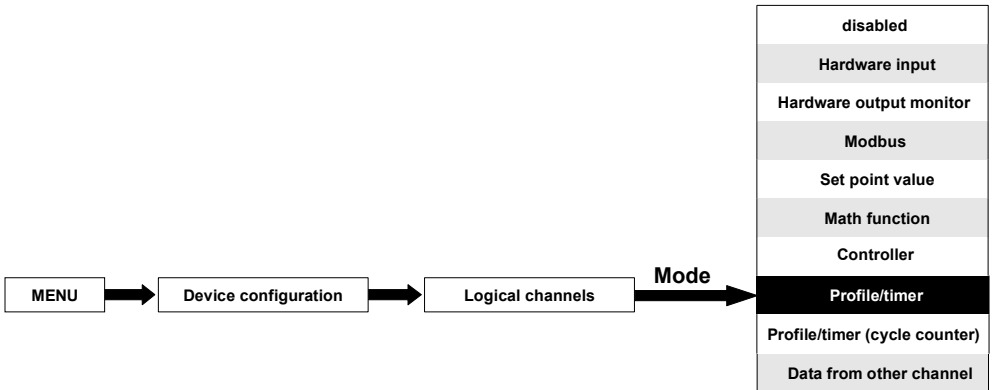 disabled
Hardware input
Hardware output monitor
Modbus
Set point value
Math function
Controller
MENU
Device configuration
Logical channels
Mode
Profile/timer
Profile/timer (cycle counter)
Data from other channel